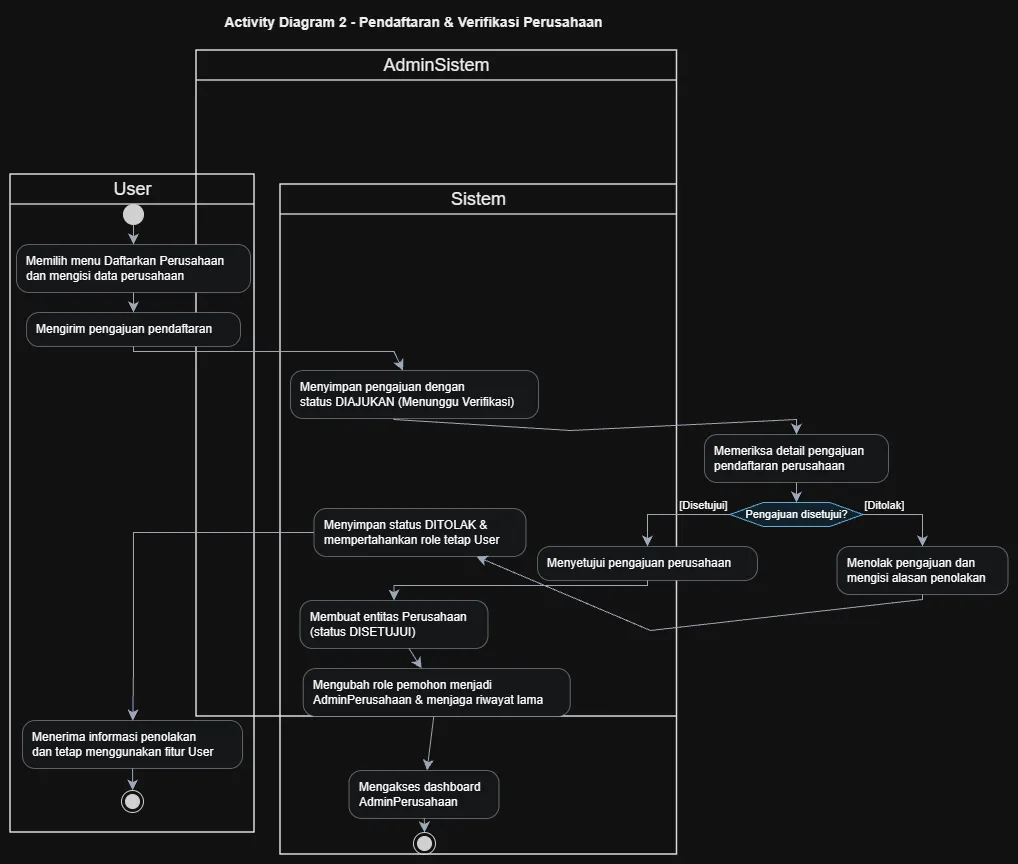 Activity Diagram 2 - Pendaftaran & Verifikasi Perusahaan
AdminSistem
User
Sistem
Memilih menu Daftarkan Perusahaan
dan mengisi data perusahaan
Mengirim pengajuan pendaftaran
Menyimpan pengajuan dengan
status DIAJUKAN (Menunggu Verifikasi)
Memeriksa detail pengajuan
pendaftaran perusahaan
[Disetujui]
Pengajuan disetujui?
[Ditolak]
Menyimpan status DITOLAK &
mempertahankan role tetap User
Menyetujui pengajuan perusahaan
Menolak pengajuan dan
mengisi alasan penolakan
Membuat entitas Perusahaan
(status DISETUJUI)
Mengubah role pemohon menjadi
AdminPerusahaan & menjaga riwayat lama
Menerima informasi penolakan
dan tetap menggunakan fitur User
Mengakses dashboard
AdminPerusahaan